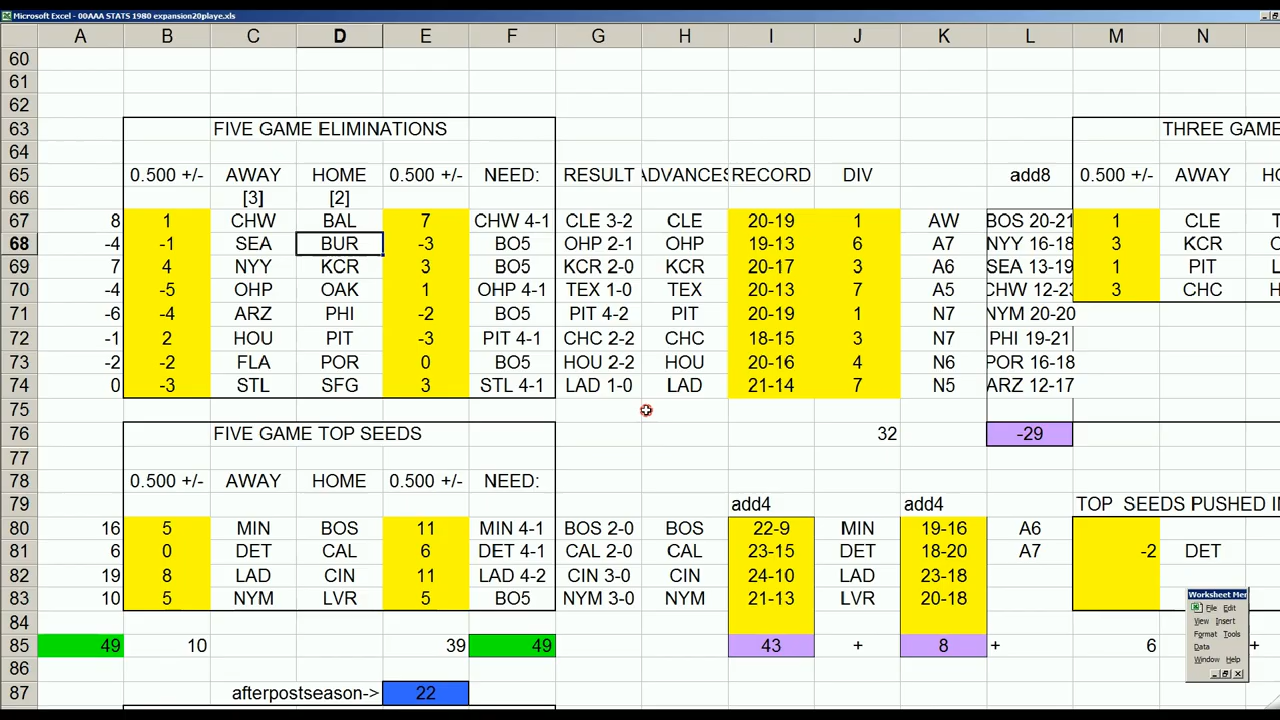 Microsoft Excel - 00AAA STATS 1980 expansion20playe.xls
A B C D E F G H I J K L M N
60
61
62
63 FIVE GAME ELIMINATIONS THREE GAME
64
65 0.500 +/- AWAY HOME 0.500 +/- NEED: RESULT ADVANCES RECORD DIV add8 0.500 +/- AWAY
66 [3] [2]
67 8 1 CHW BAL 7 CHW 4-1 CLE 3-2 CLE 20-19 1 AW BOS 20-21 1 CLE
68 -4 -1 SEA BUR -3 BO5 OHP 2-1 OHP 19-13 6 A7 NYY 16-18 3 KCR
69 7 4 NYY KCR 3 BO5 KCR 2-0 KCR 20-17 3 A6 SEA 13-19 1 PIT
70 -4 -5 OHP OAK 1 OHP 4-1 TEX 1-0 TEX 20-13 7 A5 CHW 12-23 3 CHC
71 -6 -4 ARZ PHI -2 BO5 PIT 4-2 PIT 20-19 1 N7 NYM 20-20
72 -1 2 HOU PIT -3 PIT 4-1 CHC 2-2 CHC 18-15 3 N7 PHI 19-21
73 -2 -2 FLA POR 0 BO5 HOU 2-2 HOU 20-16 4 N6 POR 16-18
74 0 -3 STL SFG 3 STL 4-1 LAD 1-0 LAD 21-14 7 N5 ARZ 12-17
75
76 FIVE GAME TOP SEEDS 32 -29
77
78 0.500 +/- AWAY HOME 0.500 +/- NEED:
79 add4 add4 TOP SEEDS PUSHED
80 16 5 MIN BOS 11 MIN 4-1 BOS 2-0 BOS 22-9 MIN 19-16 A6
81 6 0 DET CAL 6 DET 4-1 CAL 2-0 CAL 23-15 DET 18-20 A7 -2 DET
82 19 8 LAD CIN 11 LAD 4-2 CIN 3-0 CIN 24-10 LAD 23-18
83 10 5 NYM LVR 5 BO5 NYM 3-0 NYM 21-13 LVR 20-18
84
85 49 10 39 49 43 + 8 + 6 +
86
87 afterpostseason-> 22
Worksheet Mer
File Edit
View Insert
Format Tools
Data
Window Help